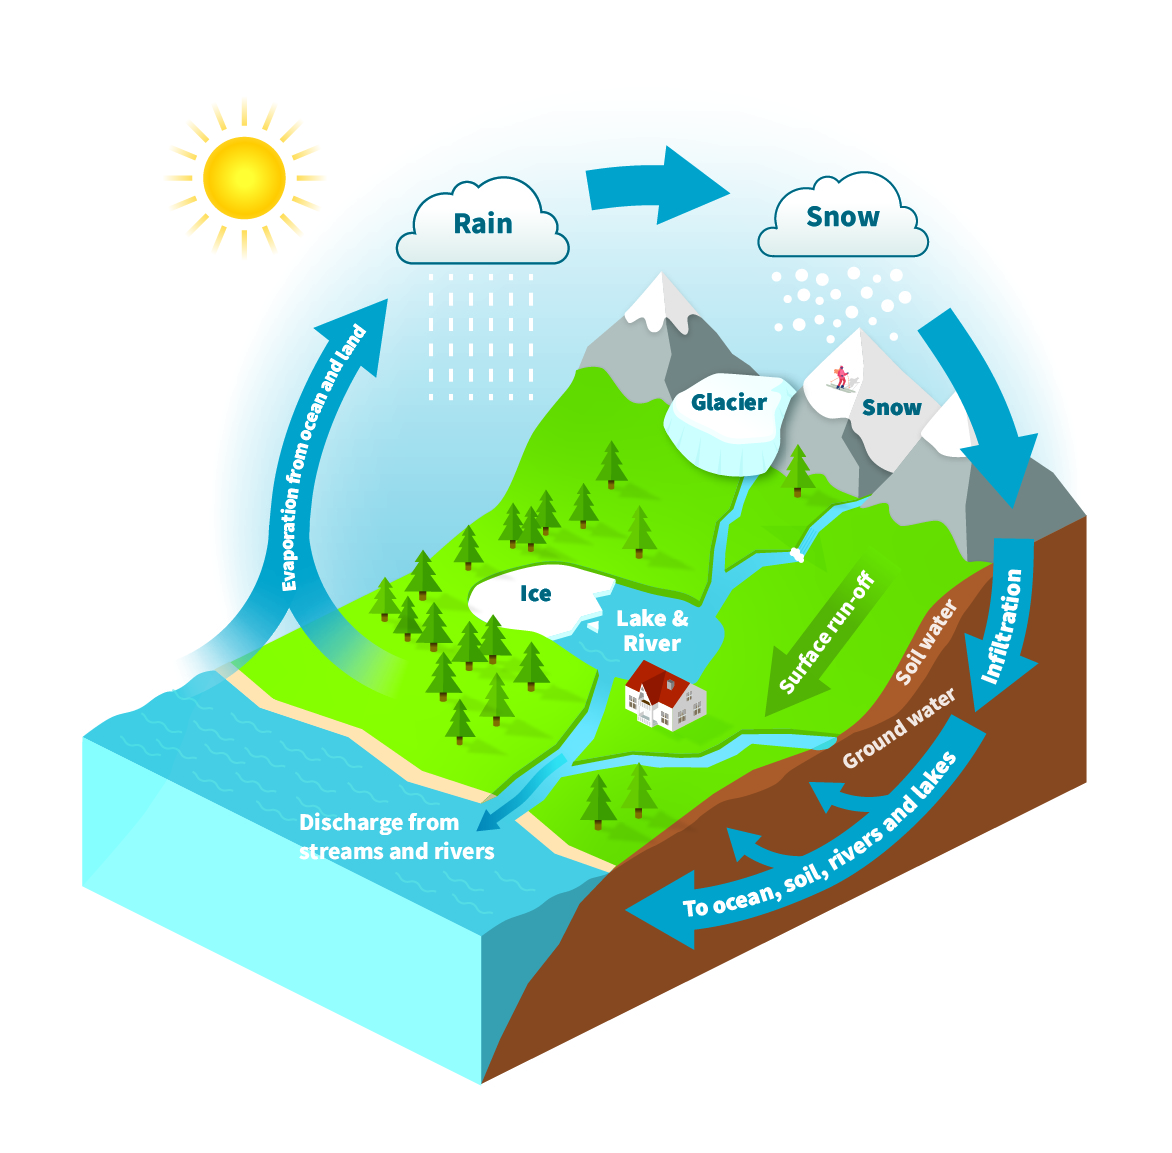 Rain
Snow
Evaporation from ocean and land
Glacier
Snow
Ice
Lake &
River
Surface run-off
Soil water
Infiltration
Ground water
Discharge from
streams and rivers
To ocean, soil, rivers and lakes